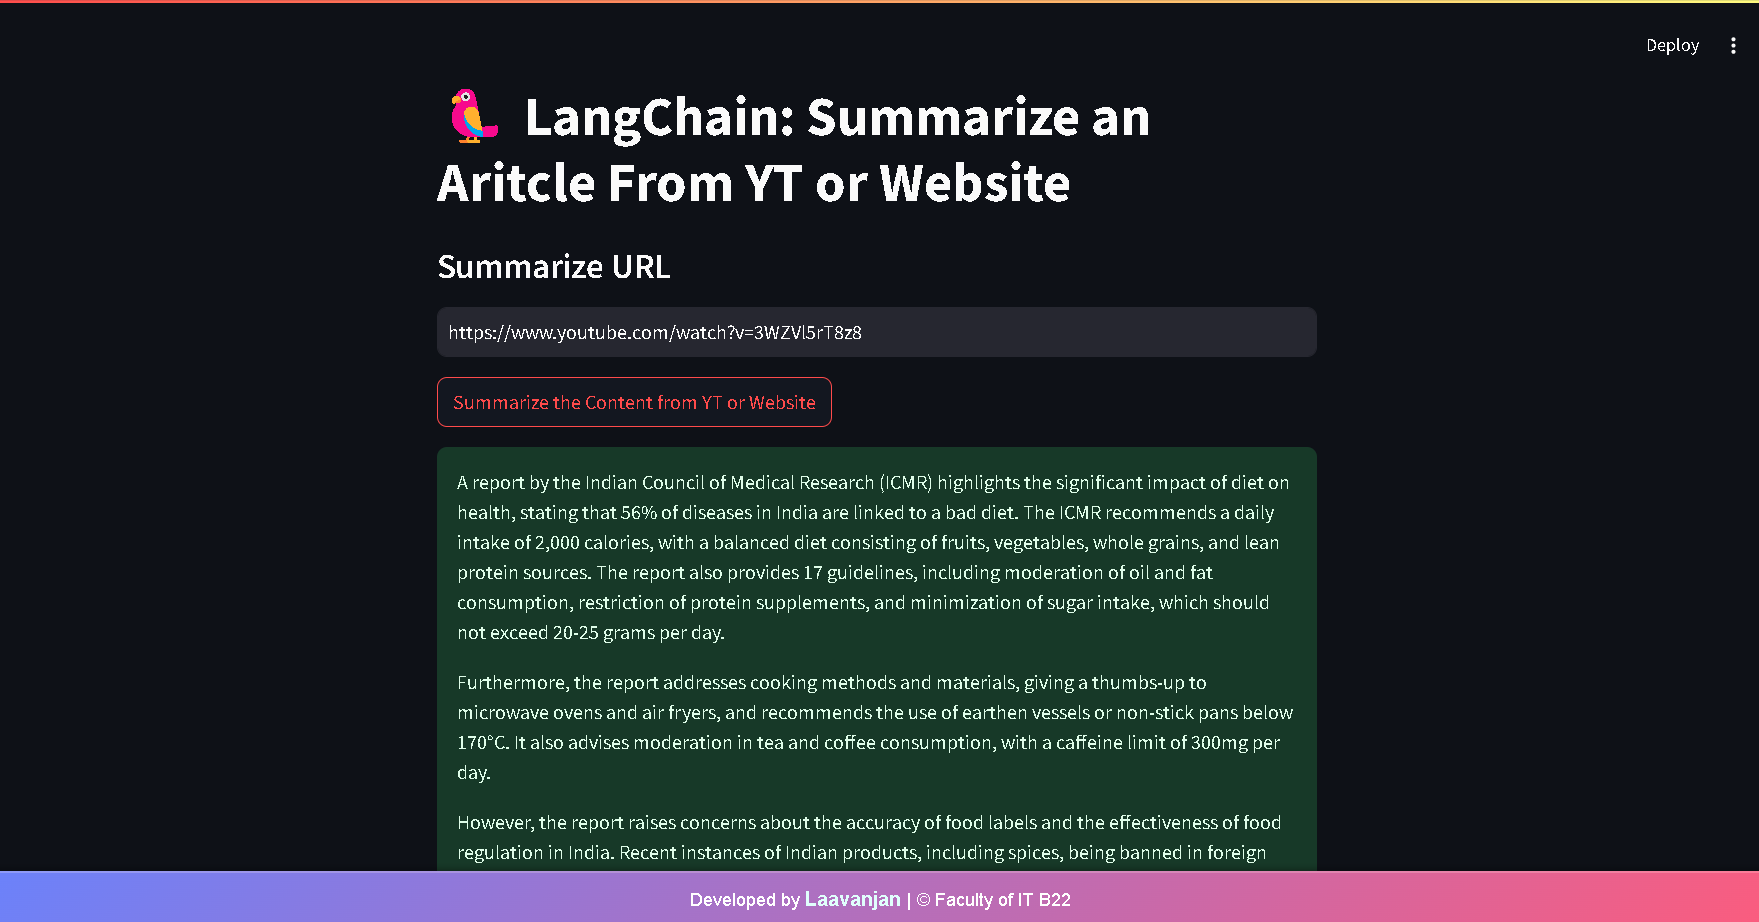 Deploy
LangChain: Summarize an
Aritcle From YT or Website
Summarize URL
https://www.youtube.com/watch?v=3WZVl5rT8z8
Summarize the Content from YT or Website
A report by the Indian Council of Medical Research (ICMR) highlights the significant impact of diet on
health, stating that 56% of diseases in India are linked to a bad diet. The ICMR recommends a daily
intake of 2,000 calories, with a balanced diet consisting of fruits, vegetables, whole grains, and lean
protein sources. The report also provides 17 guidelines, including moderation of oil and fat
consumption, restriction of protein supplements, and minimization of sugar intake, which should
not exceed 20-25 grams per day.
Furthermore, the report addresses cooking methods and materials, giving a thumbs-up to
microwave ovens and air fryers, and recommends the use of earthen vessels or non-stick pans below
170°C. It also advises moderation in tea and coffee consumption, with a caffeine limit of 300mg per
day.
However, the report raises concerns about the accuracy of food labels and the effectiveness of food
regulation in India. Recent instances of Indian products, including spices, being banned in foreign
Developed by Laavanjan | © Faculty of IT B22